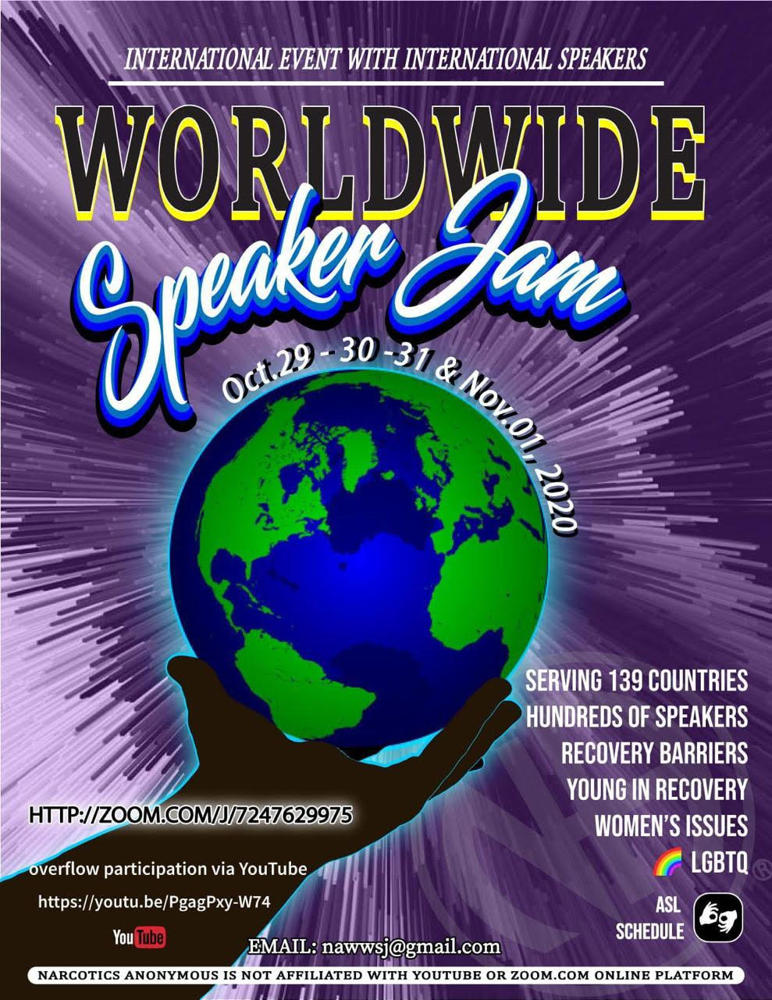 INTERNATIONAL EVENT WITH INTERNATIONAL SPEAKERS
WORLDWIDE
Speaker Jam
Oct.29 - 30 -31 & Nov.01, 2020
SERVING 139 COUNTRIES
HUNDREDS OF SPEAKERS
RECOVERY BARRIERS
YOUNG IN RECOVERY
WOMEN'S ISSUES
LGBTQ
®
ASL
SCHEDULE
HTTP://ZOOM.COM/J/7247629975
overflow participation via YouTube
https://youtu.be/PgagPxy-W74
YouTube
EMAIL: nawwsj@gmail.com
NARCOTICS ANONYMOUS IS NOT AFFILIATED WITH YOUTUBE OR ZOOM.COM ONLINE PLATFORM